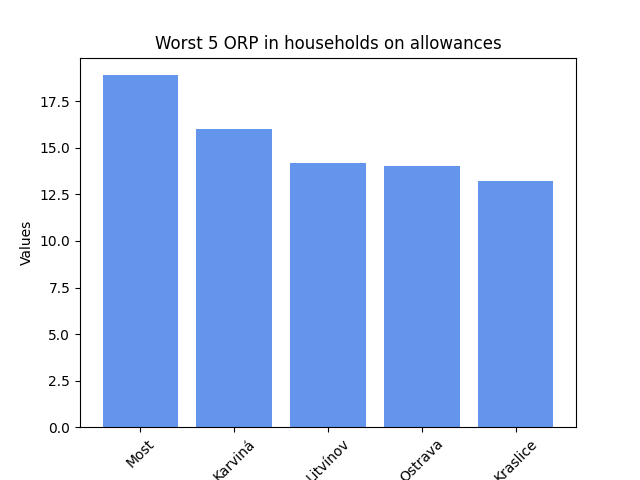 Worst 5 ORP in households on allowances
Values
17.5
15.0
12.5
10.0
7.5
5.0
2.5
0.0
Most
Karviná
Litvínov
Ostrava
Kraslice